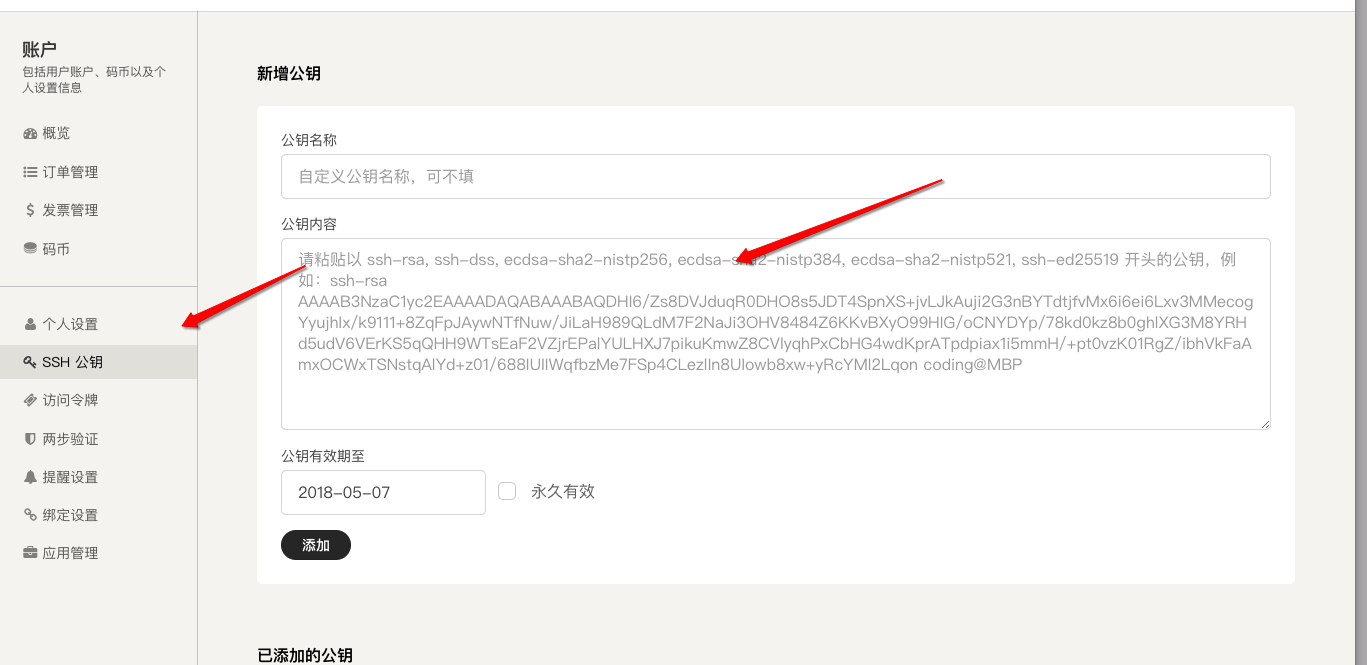 账户
包括用户账户、码币以及个
人设置信息
概览
订单管理
发票管理
码币
个人设置
SSH 公钥
访问令牌
两步验证
提醒设置
绑定设置
应用管理
新增公钥
公钥名称
自定义公钥名称，可不填
公钥内容
请粘贴以 ssh-rsa, ssh-dss, ecdsa-sha2-nistp256, ecdsa-sha2-nistp384, ecdsa-sha2-nistp521, ssh-ed25519 开头的公钥，例
如：ssh-rsa
AAAAB3NzaC1yc2EAAAADAQABAAABAQDHI6/Zs8DVJduqR0DHO8s5JDT4SpnXS+jvLJkAuji2G3nBYTdtjfvMx6i6ei6Lxv3MMecog
Yyujhlx/k9111+8ZqFpJAywNTfNuw/JiLaH989QLdM7F2NaJi3OHV8484Z6KKvBXyO99HlG/oCNYDYp/78kd0kz8b0ghlXG3M8YRH
d5udV6VErKS5qQHH9WTsEaF2VZjrEPalYULHXJ7pikuKmwZ8CVlyqhPxCbHG4wdKprATpdpiax1i5mmH/+pt0vzK01RgZ/ibhVkFaA
mxOCWxTSNstqAlYd+z01/688lUllWqfbzMe7FSp4CLezlln8Ulowb8xw+yRcYMl2Lqon coding@MBP
公钥有效期至
2018-05-07
永久有效
添加
已添加的公钥